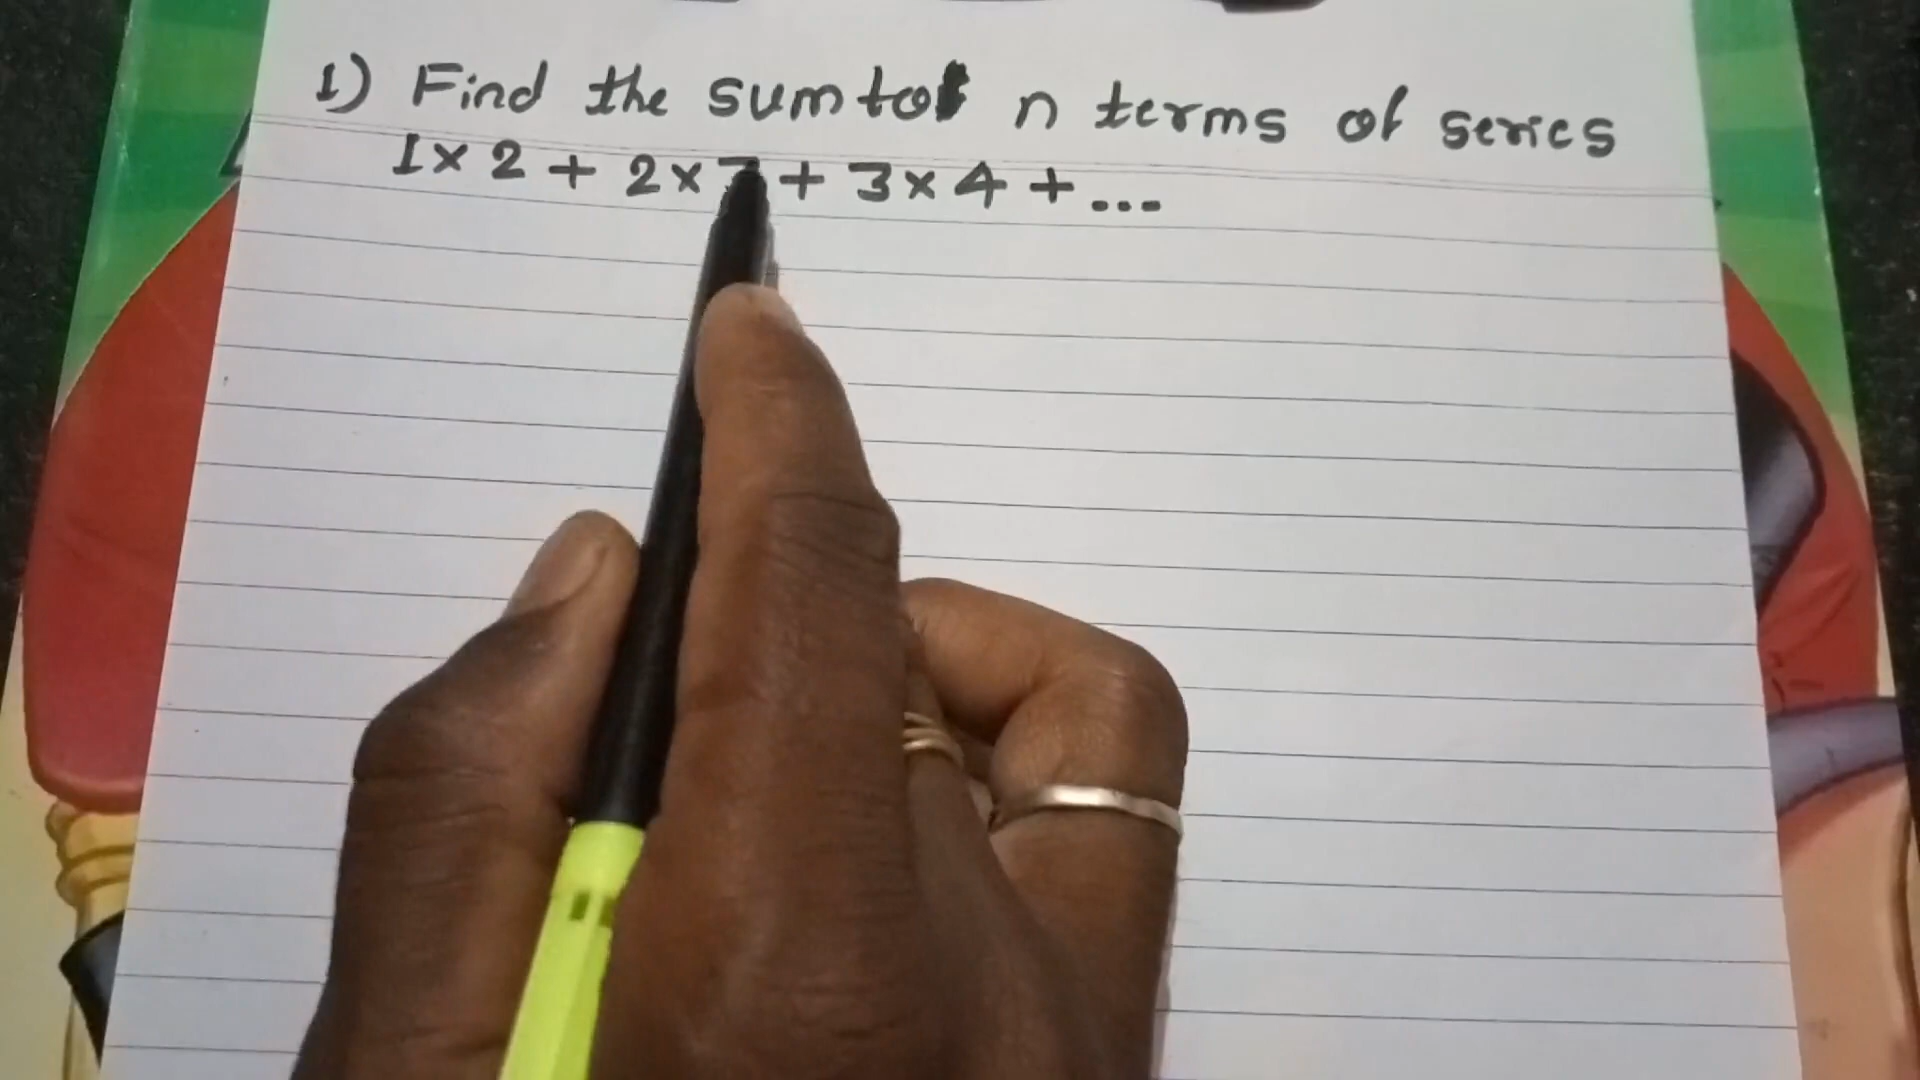 1) Find the sum to n terms of series
1 × 2 + 2 × 3 + 3 × 4 + ...